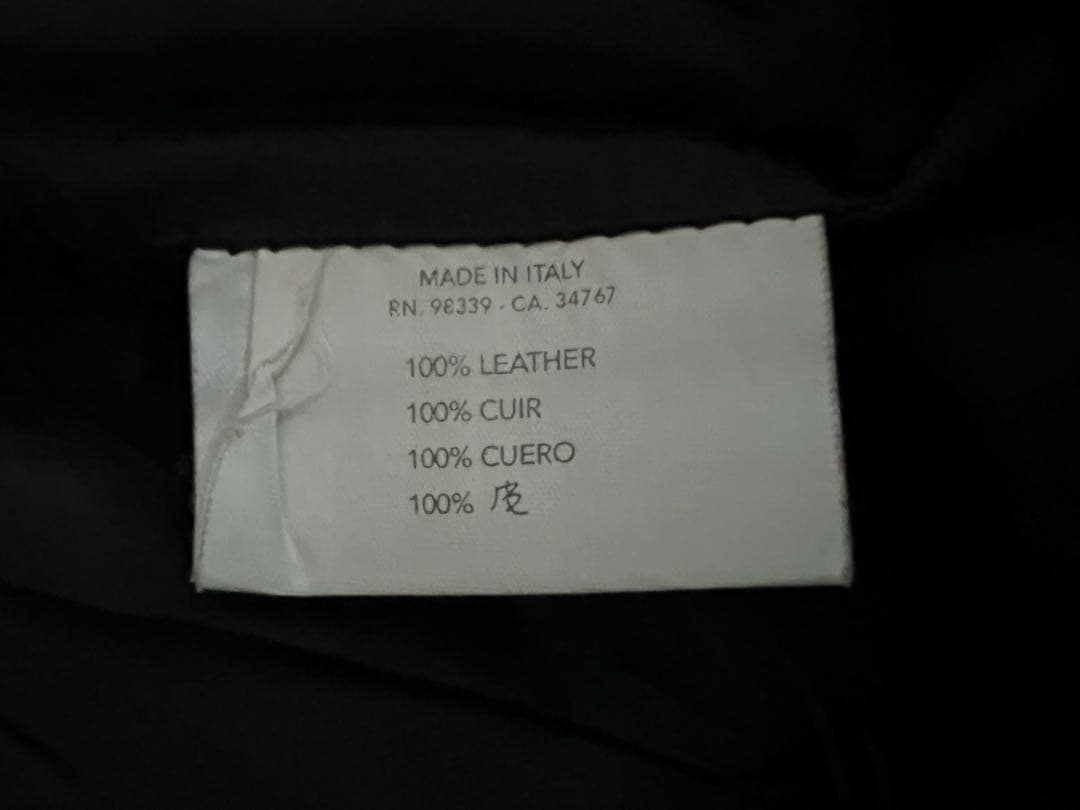 MADE IN ITALY
RN. 98339 - CA. 34767
100% LEATHER
100% CUIR
100% CUERO
100% 皮